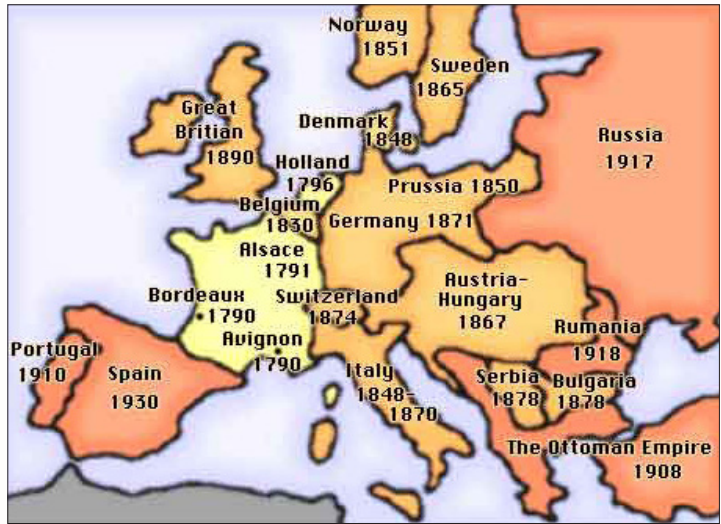 Norway
1851
Sweden
1865
Great
Britian
1890
Denmark
1848
Russia
1917
Holland
1796
Prussia 1850
Belgium
1830
Germany 1871
Alsace
1791
Austria-
Hungary
1867
Bordeaux
1790
Switzerland
1874
Rumania
1918
Avignon
1790
Portugal
1910
Spain
1930
Italy
1848-
1870
Serbia
1878
Bulgaria
1878
The Ottoman Empire
1908